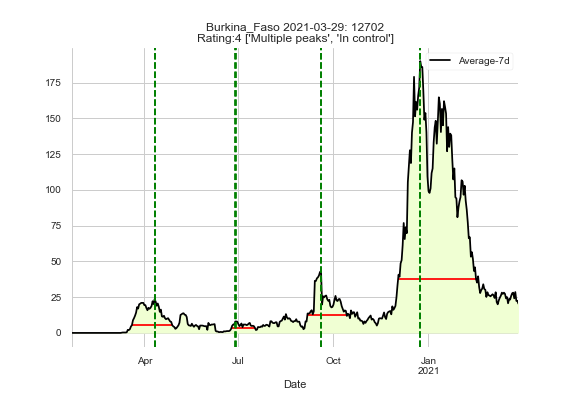 Burkina_Faso 2021-03-29: 12702
Rating:4 ['Multiple peaks', 'In control']
Average-7d
175
150
125
100
75
50
25
0
Apr
Jul
Oct
Jan
2021
Date